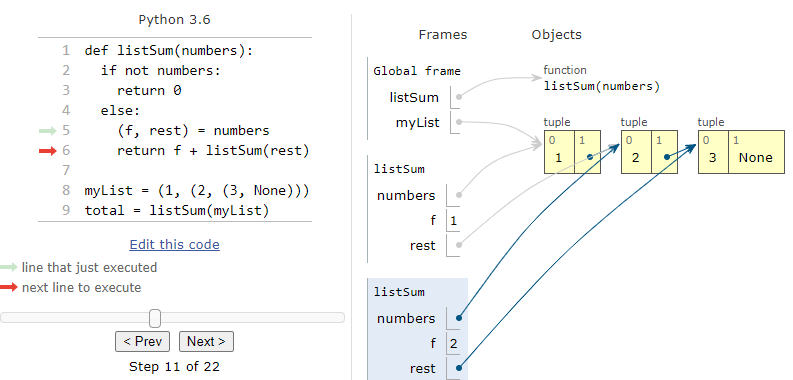 Python 3.6
1 def listSum(numbers):
2 if not numbers:
3 return 0
4 else:
5 (f, rest) = numbers
6 return f + listSum(rest)
7
8 myList = (1, (2, (3, None)))
9 total = listSum(myList)
Edit this code
line that just executed
next line to execute
< Prev
Next >
Step 11 of 22
Frames
Objects
Global frame
listSum
myList
function
listSum(numbers)
tuple
0 1
1
tuple
0 1
2
tuple
0 1
3 None
listSum
numbers
f 1
rest
listSum
numbers
f 2
rest